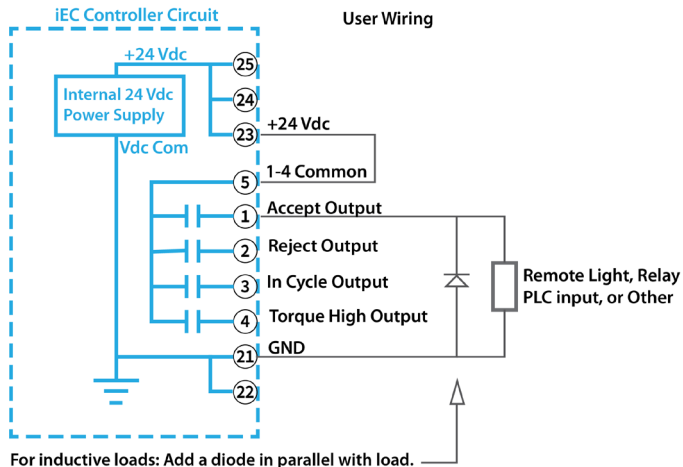 iEC Controller Circuit
User Wiring
+24 Vdc
25
Internal 24 Vdc
Power Supply
24
23
+24 Vdc
Vdc Com
5
1-4 Common
1
Accept Output
2
Reject Output
3
In Cycle Output
4
Torque High Output
Remote Light, Relay
PLC input, or Other
21
GND
22
For inductive loads: Add a diode in parallel with load.